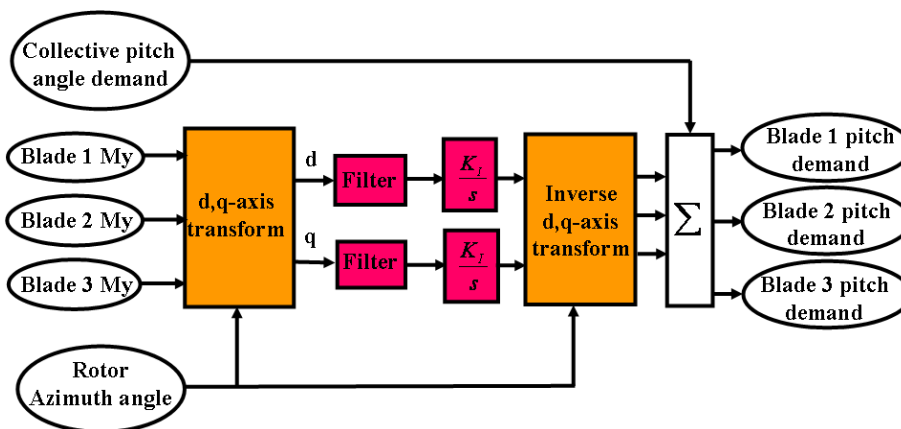 Collective pitch
angle demand
Blade 1 My
Blade 2 My
Blade 3 My
d,q-axis
transform
d
q
Filter
Filter
K_I
s
K_I
s
Inverse
d,q-axis
transform
∑
Blade 1 pitch
demand
Blade 2 pitch
demand
Blade 3 pitch
demand
Rotor
Azimuth angle